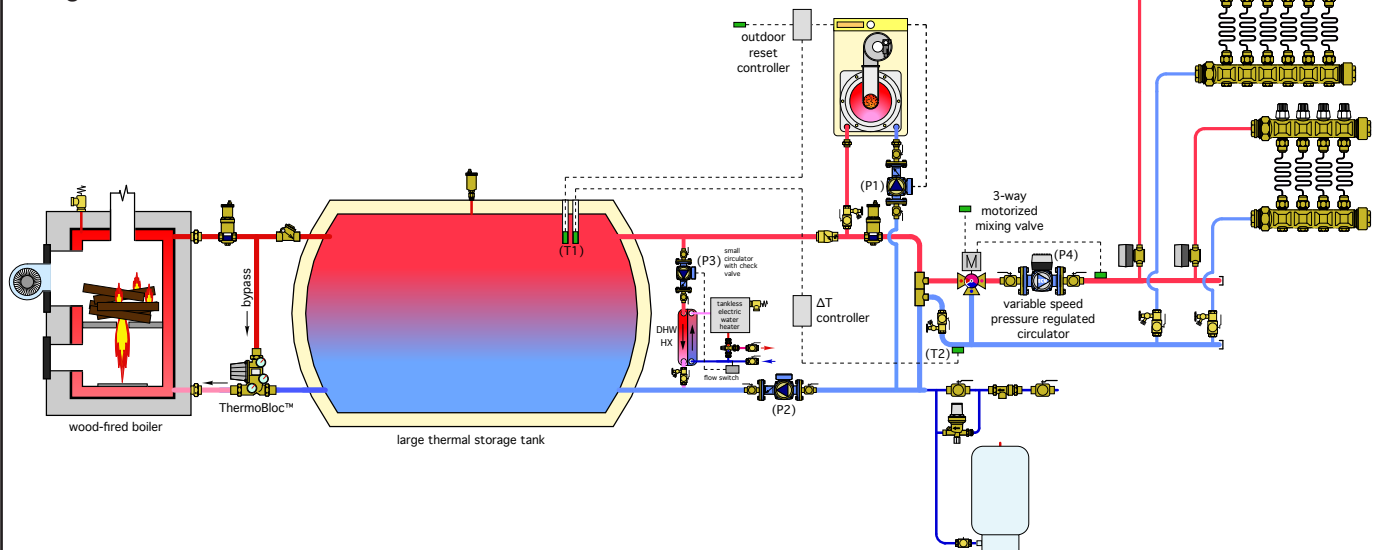 outdoor
reset
controller
(P1)
3-way
motorized
mixing valve
M
(P4)
variable speed
pressure regulated
circulator
(T1)
(P3)
small
circulator
with check
valve
tankless
electric
water
heater
DHW
HX
flow switch
ΔT
controller
(T2)
(P2)
bypass
ThermoBloc™
wood-fired boiler
large thermal storage tank